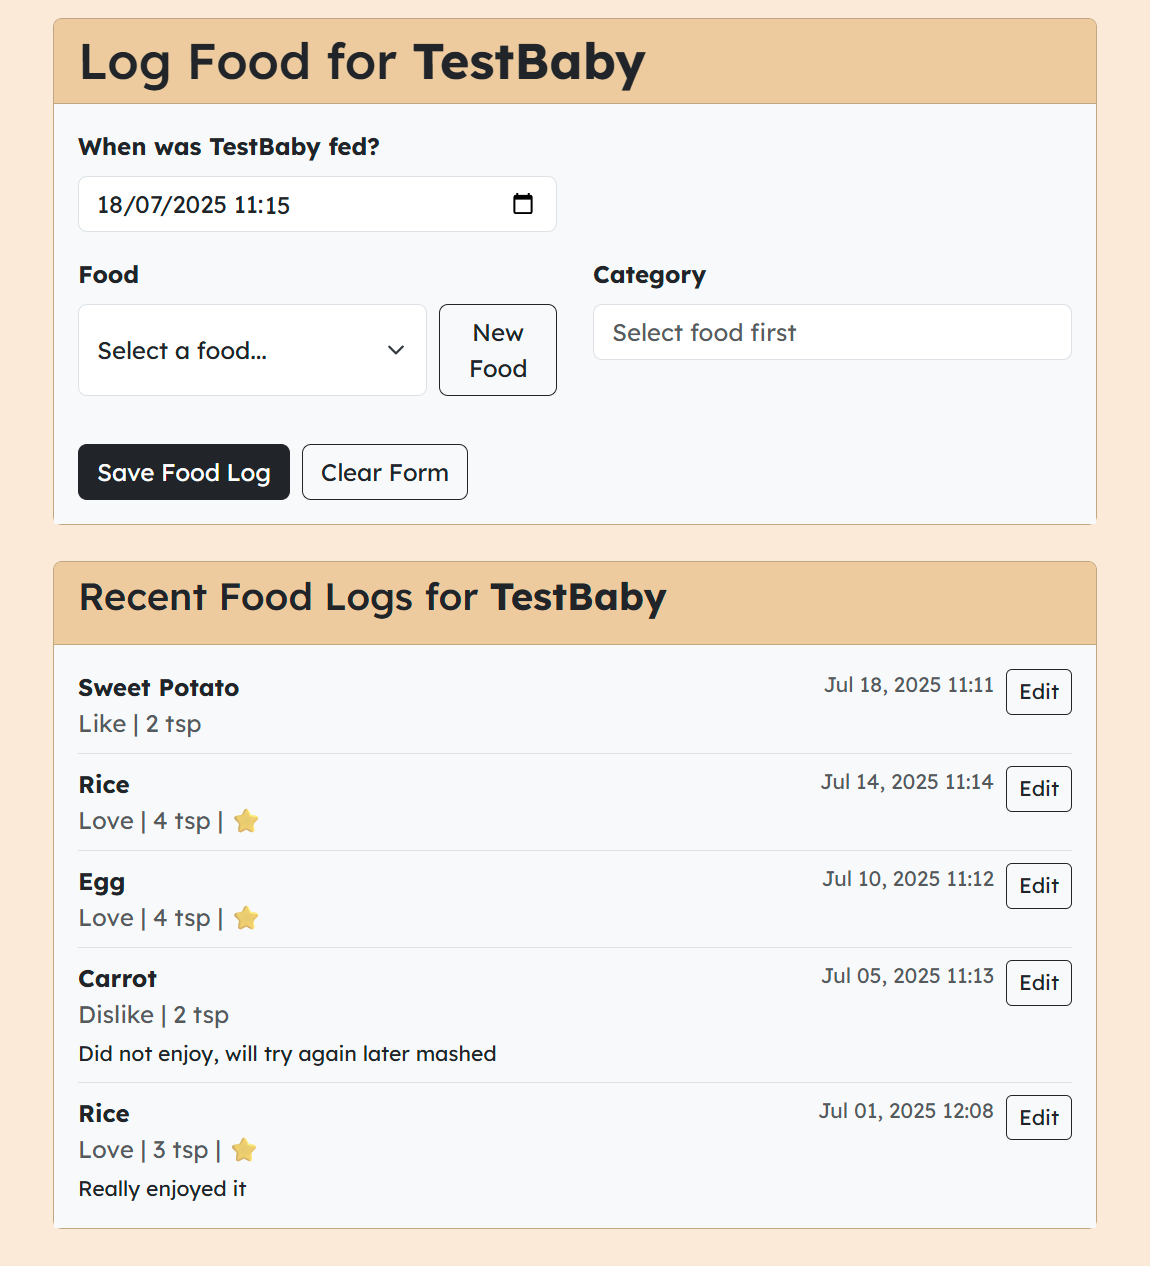 Log Food for TestBaby
When was TestBaby fed?
18/07/2025 11:15
Food
Category
Select a food...
New
Food
Select food first
Save Food Log
Clear Form
Recent Food Logs for TestBaby
Sweet Potato
Jul 18, 2025 11:11
Edit
Like | 2 tsp
Rice
Jul 14, 2025 11:14
Edit
Love | 4 tsp | ⭐
Egg
Jul 10, 2025 11:12
Edit
Love | 4 tsp | ⭐
Carrot
Jul 05, 2025 11:13
Edit
Dislike | 2 tsp
Did not enjoy, will try again later mashed
Rice
Jul 01, 2025 12:08
Edit
Love | 3 tsp | ⭐
Really enjoyed it